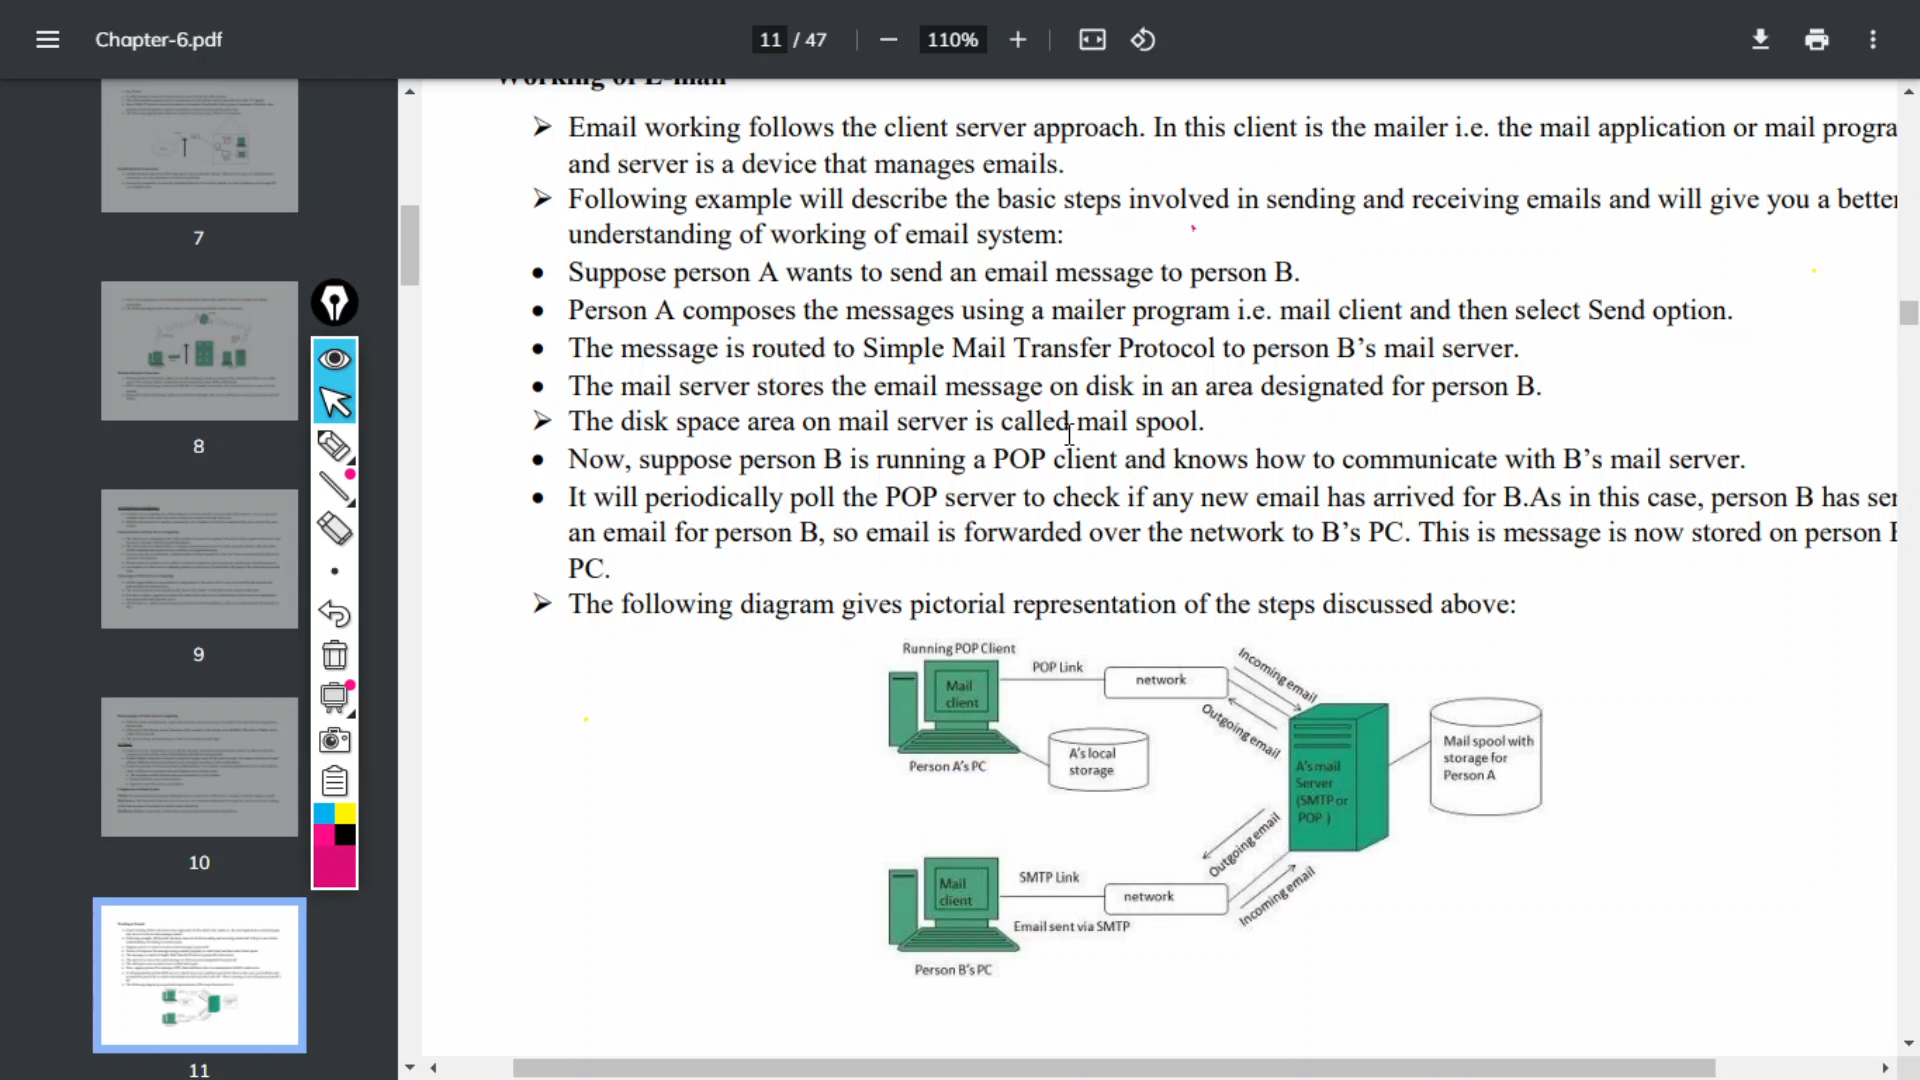 Chapter-6.pdf
11 / 47
110%
Working of E-mail
Email working follows the client server approach. In this client is the mailer i.e. the mail application or mail progra
and server is a device that manages emails.
Following example will describe the basic steps involved in sending and receiving emails and will give you a better
understanding of working of email system:
Suppose person A wants to send an email message to person B.
Person A composes the messages using a mailer program i.e. mail client and then select Send option.
The message is routed to Simple Mail Transfer Protocol to person B’s mail server.
The mail server stores the email message on disk in an area designated for person B.
The disk space area on mail server is called mail spool.
Now, suppose person B is running a POP client and knows how to communicate with B’s mail server.
It will periodically poll the POP server to check if any new email has arrived for B.As in this case, person B has se
an email for person B, so email is forwarded over the network to B’s PC. This is message is now stored on person
PC.
The following diagram gives pictorial representation of the steps discussed above:
Running POP Client
Mail
client
POP Link
network
Incoming email
Outgoing email
Person A's PC
A's local
storage
A's mail
Server
(SMTP or
POP )
Mail spool with
storage for
Person A
Outgoing email
Incoming email
Mail
client
SMTP Link
network
Email sent via SMTP
Person B's PC
7
8
9
10
11